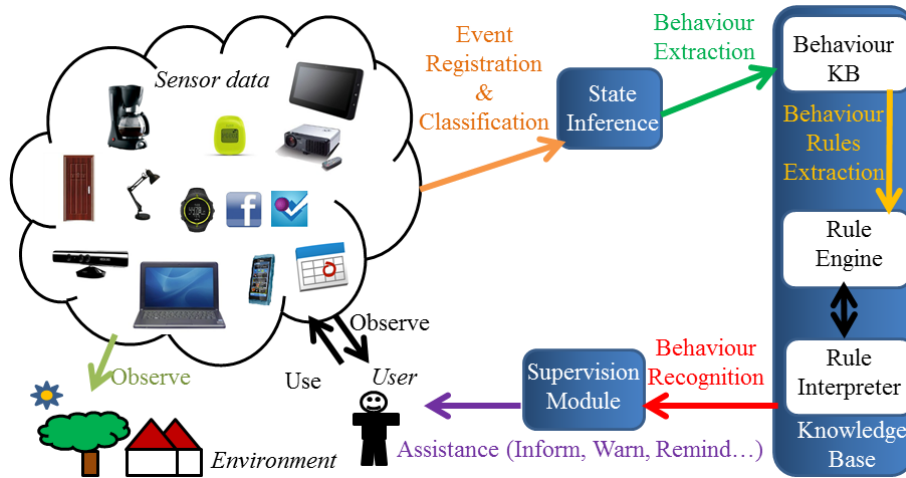 Sensor data
Event
Registration
&
Classification
State
Inference
Behaviour
Extraction
Behaviour
KB
Behaviour
Rules
Extraction
Rule
Engine
Rule
Interpreter
Knowledge
Base
Behaviour
Recognition
Supervision
Module
Assistance (Inform, Warn, Remind…)
Observe
Use
User
Observe
Environment
f